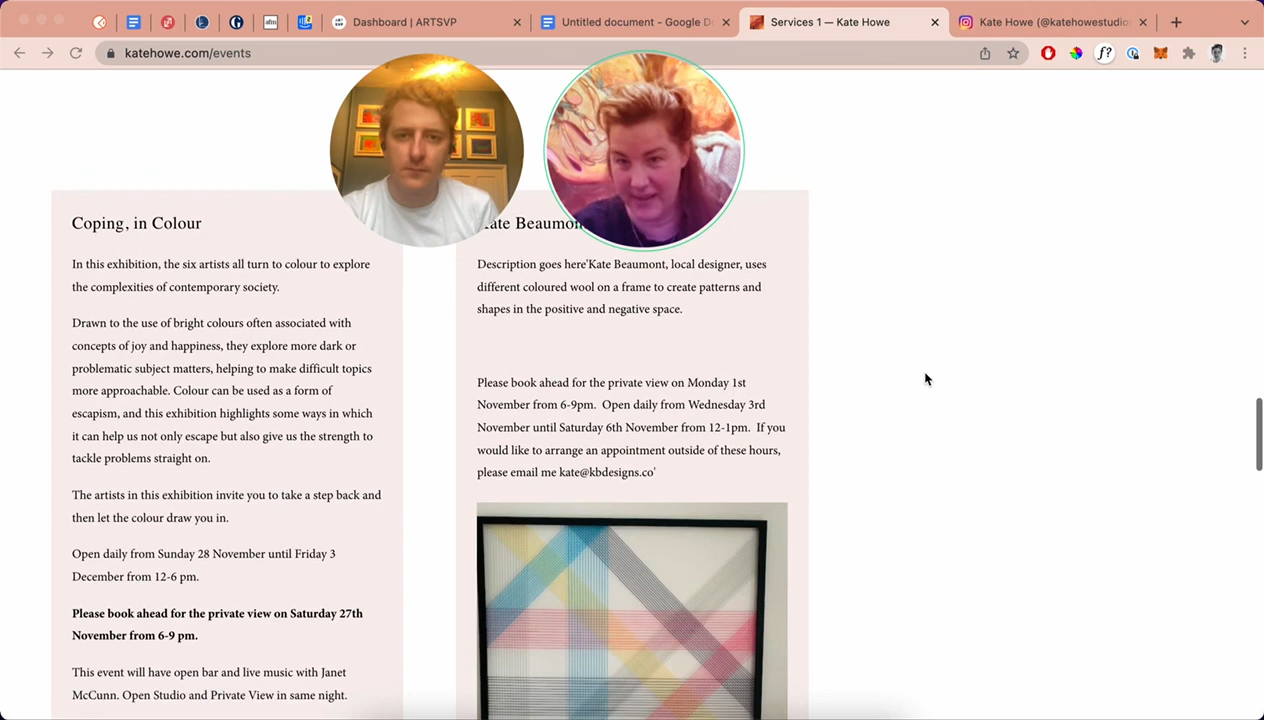 Dashboard | ARTSVP
Untitled document - Google D
Services 1 — Kate Howe
Kate Howe (@katehowestudio
katehowe.com/events
Coping, in Colour
In this exhibition, the six artists all turn to colour to explore
the complexities of contemporary society.
Drawn to the use of bright colours often associated with
concepts of joy and happiness, they explore more dark or
problematic subject matters, helping to make difficult topics
more approachable. Colour can be used as a form of
escapism, and this exhibition highlights some ways in which
it can help us not only escape but also give us the strength to
tackle problems straight on.
The artists in this exhibition invite you to take a step back and
then let the colour draw you in.
Open daily from Sunday 28 November until Friday 3
December from 12-6 pm.
Please book ahead for the private view on Saturday 27th
November from 6-9 pm.
This event will have open bar and live music with Janet
McCunn. Open Studio and Private View in same night.
Kate Beaumon
Description goes here'Kate Beaumont, local designer, uses
different coloured wool on a frame to create patterns and
shapes in the positive and negative space.
Please book ahead for the private view on Monday 1st
November from 6-9pm.  Open daily from Wednesday 3rd
November until Saturday 6th November from 12-1pm.  If you
would like to arrange an appointment outside of these hours,
please email me kate@kbdesigns.co'